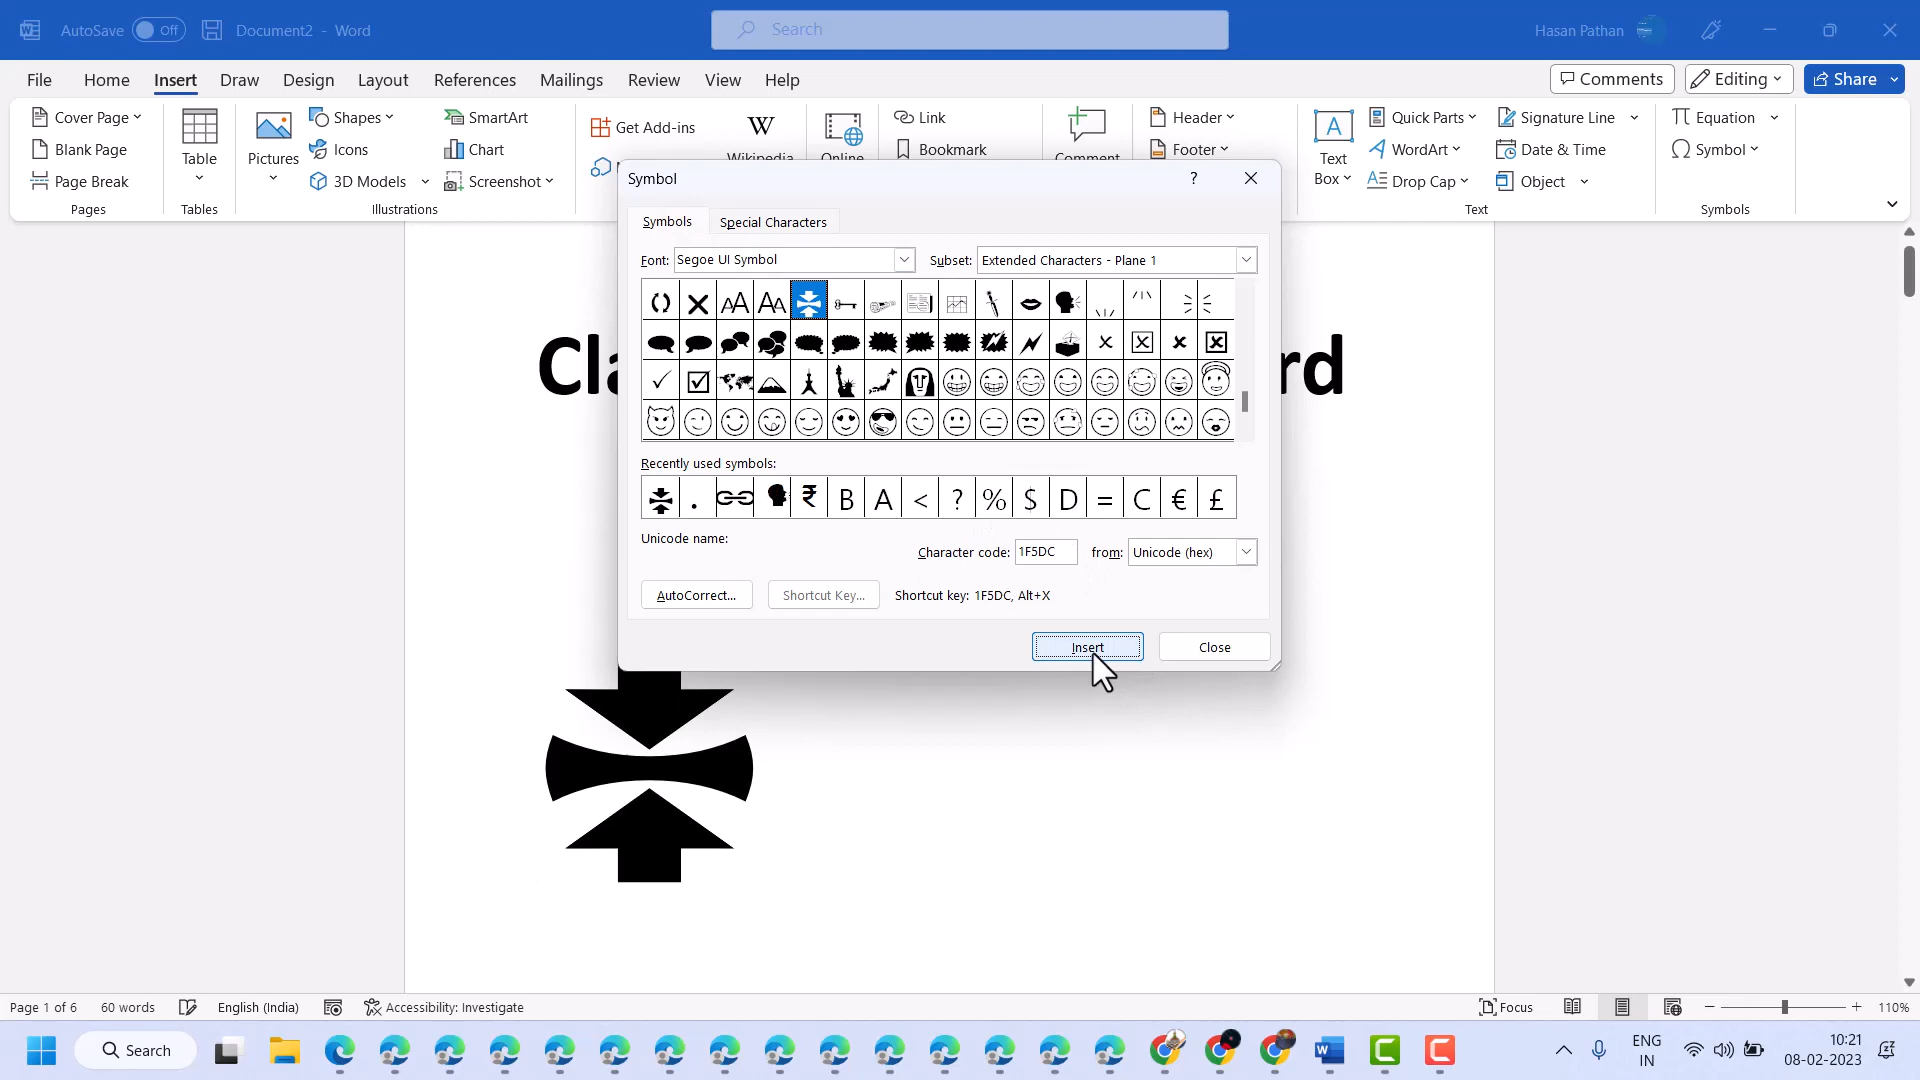 AutoSave Off Document2 - Word Search Hasan Pathan
File Home Insert Draw Design Layout References Mailings Review View Help Comments Editing Share
Cover Page
Blank Page
Page Break
Pages
Table
Tables
Pictures
Shapes
Icons
3D Models
SmartArt
Chart
Screenshot
Illustrations
Get Add-ins
Wikipedia
Online
Link
Bookmark
Comment
Header
Footer
Text
Box
Quick Parts
WordArt
Drop Cap
Signature Line
Date & Time
Object
Text
Equation
Symbol
Symbols
Symbol ?
Symbols Special Characters
Font: Segoe UI Symbol Subset: Extended Characters - Plane 1
Recently used symbols:
. ₹ B A < ? % $ D = C € £
Unicode name:
Character code: 1F5DC from: Unicode (hex)
AutoCorrect... Shortcut Key... Shortcut key: 1F5DC, Alt+X
Insert Close
Page 1 of 6 60 words English (India) Accessibility: Investigate Focus 110%
Search
ENG
IN
10:21
08-02-2023